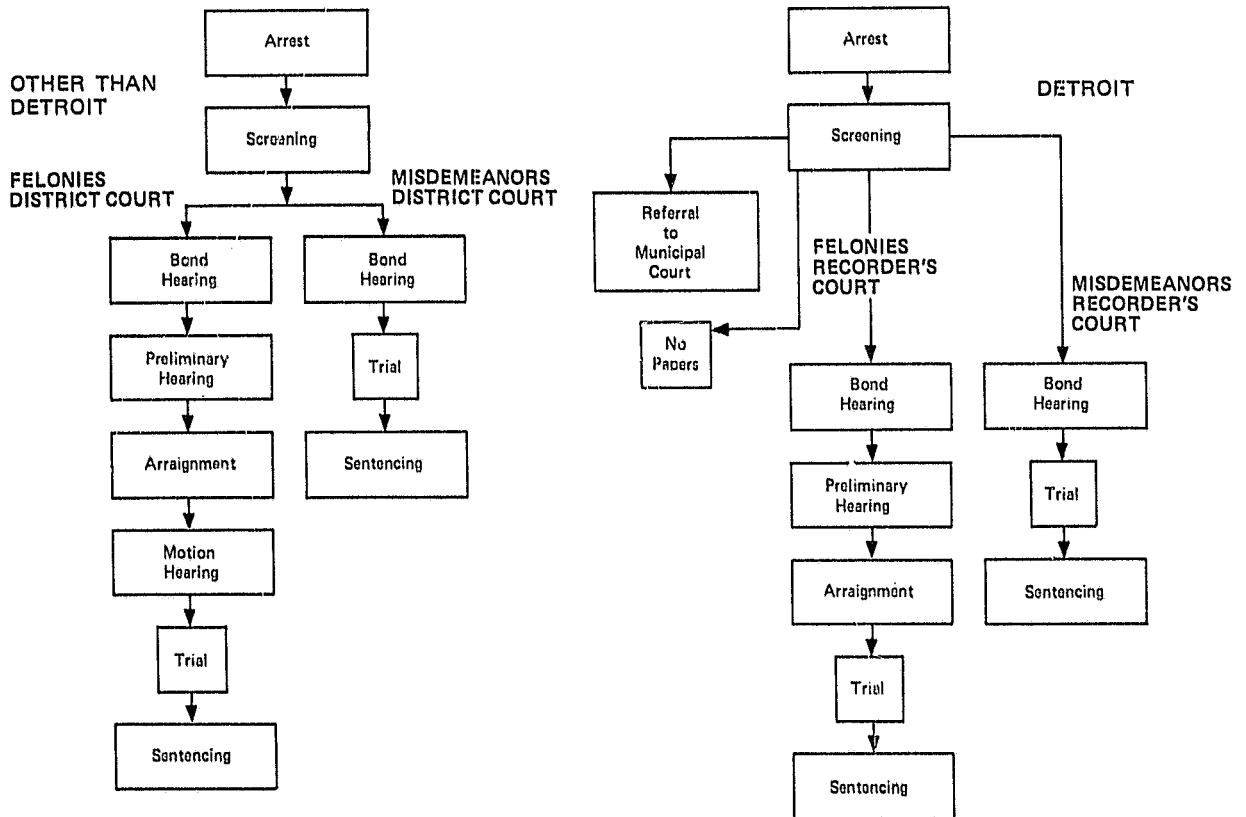 OTHER THAN
DETROIT
Arrest
Screening
FELONIES
DISTRICT COURT
MISDEMEANORS
DISTRICT COURT
Bond
Hearing
Preliminary
Hearing
Arraignment
Motion
Hearing
Trial
Sentencing
Bond
Hearing
Trial
Sentencing
DETROIT
Arrest
Screening
Referral
to
Municipal
Court
No
Papers
FELONIES
RECORDER'S
COURT
MISDEMEANORS
RECORDER'S
COURT
Bond
Hearing
Preliminary
Hearing
Arraignment
Trial
Sentencing
Bond
Hearing
Trial
Sentencing